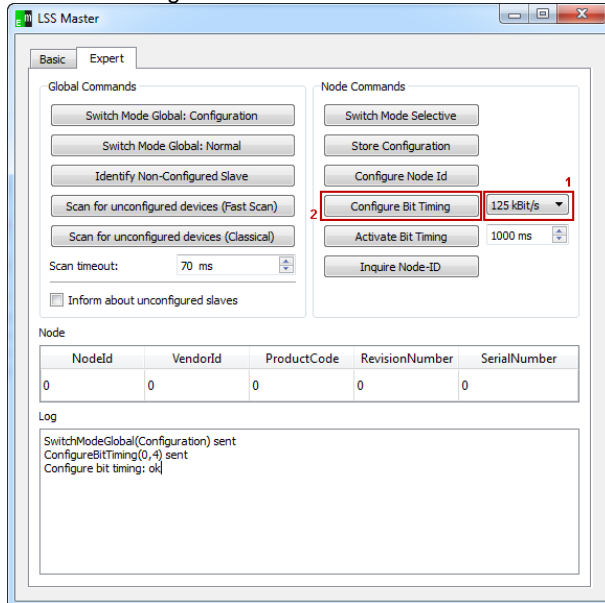 LSS Master
Basic Expert
Global Commands
Switch Mode Global: Configuration
Switch Mode Global: Normal
Identify Non-Configured Slave
Scan for unconfigured devices (Fast Scan)
Scan for unconfigured devices (Classical)
Scan timeout: 70 ms
Inform about unconfigured slaves
Node Commands
Switch Mode Selective
Store Configuration
Configure Node Id
1
2 Configure Bit Timing 125 kBit/s
Activate Bit Timing 1000 ms
Inquire Node-ID
Node
NodeId VendorId ProductCode RevisionNumber SerialNumber
0 0 0 0 0
Log
SwitchModeGlobal(Configuration) sent
ConfigureBitTiming(0,4) sent
Configure bit timing: ok